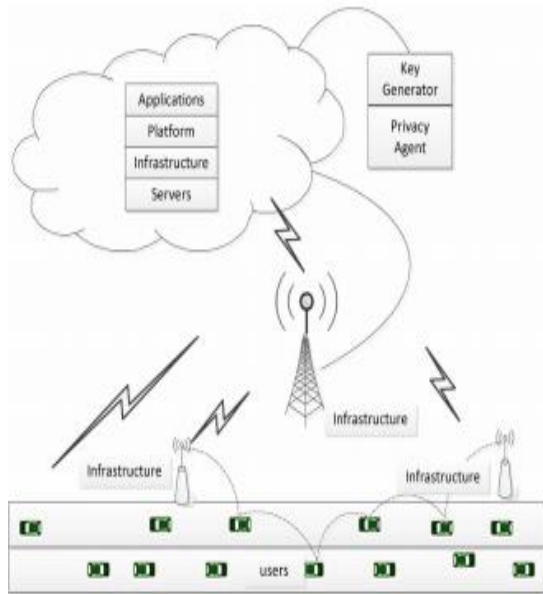 Applications
Platform
Infrastructure
Servers
Key
Generator
Privacy
Agent
Infrastructure
Infrastructure
Infrastructure
users